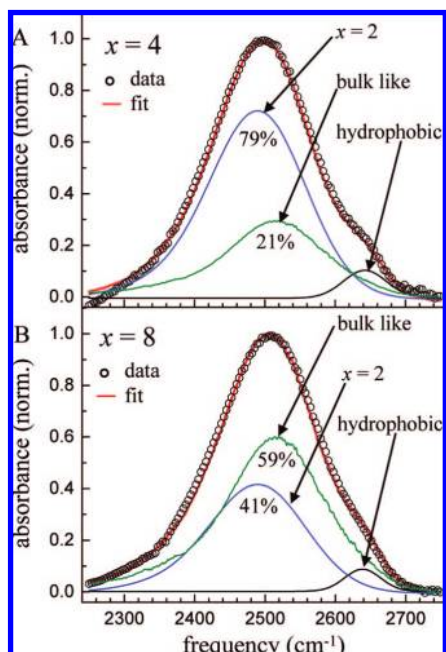 A
x = 4
data
fit
x = 2
bulk like
hydrophobic
79%
21%
1.0
0.8
0.6
0.4
0.2
0.0
absorbance (norm.)
B
x = 8
data
fit
bulk like
x = 2
hydrophobic
59%
41%
1.0
0.8
0.6
0.4
0.2
0.0
absorbance (norm.)
2300 2400 2500 2600 2700
frequency (cm⁻¹)